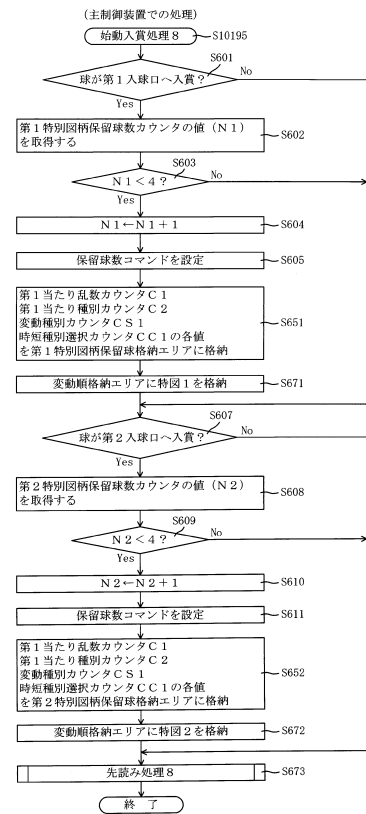 （主制御装置での処理）
始動入賞処理８
S10195
S601
球が第１入球口へ入賞？
No
Yes
第１特別図柄保留球数カウンタの値（Ｎ１）
を取得する
S602
S603
Ｎ１＜４？
No
Yes
Ｎ１←Ｎ１＋１
S604
保留球数コマンドを設定
S605
第１当たり乱数カウンタＣ１
第１当たり種別カウンタＣ２
変動種別カウンタＣＳ１
時短種別選択カウンタＣＣ１の各値
を第１特別図柄保留球格納エリアに格納
S651
変動順格納エリアに特図１を格納
S671
S607
球が第２入球口へ入賞？
No
Yes
第２特別図柄保留球数カウンタの値（Ｎ２）
を取得する
S608
S609
Ｎ２＜４？
No
Yes
Ｎ２←Ｎ２＋１
S610
保留球数コマンドを設定
S611
第１当たり乱数カウンタＣ１
第１当たり種別カウンタＣ２
変動種別カウンタＣＳ１
時短種別選択カウンタＣＣ１の各値
を第２特別図柄保留球格納エリアに格納
S652
変動順格納エリアに特図２を格納
S672
先読み処理８
S673
終　了